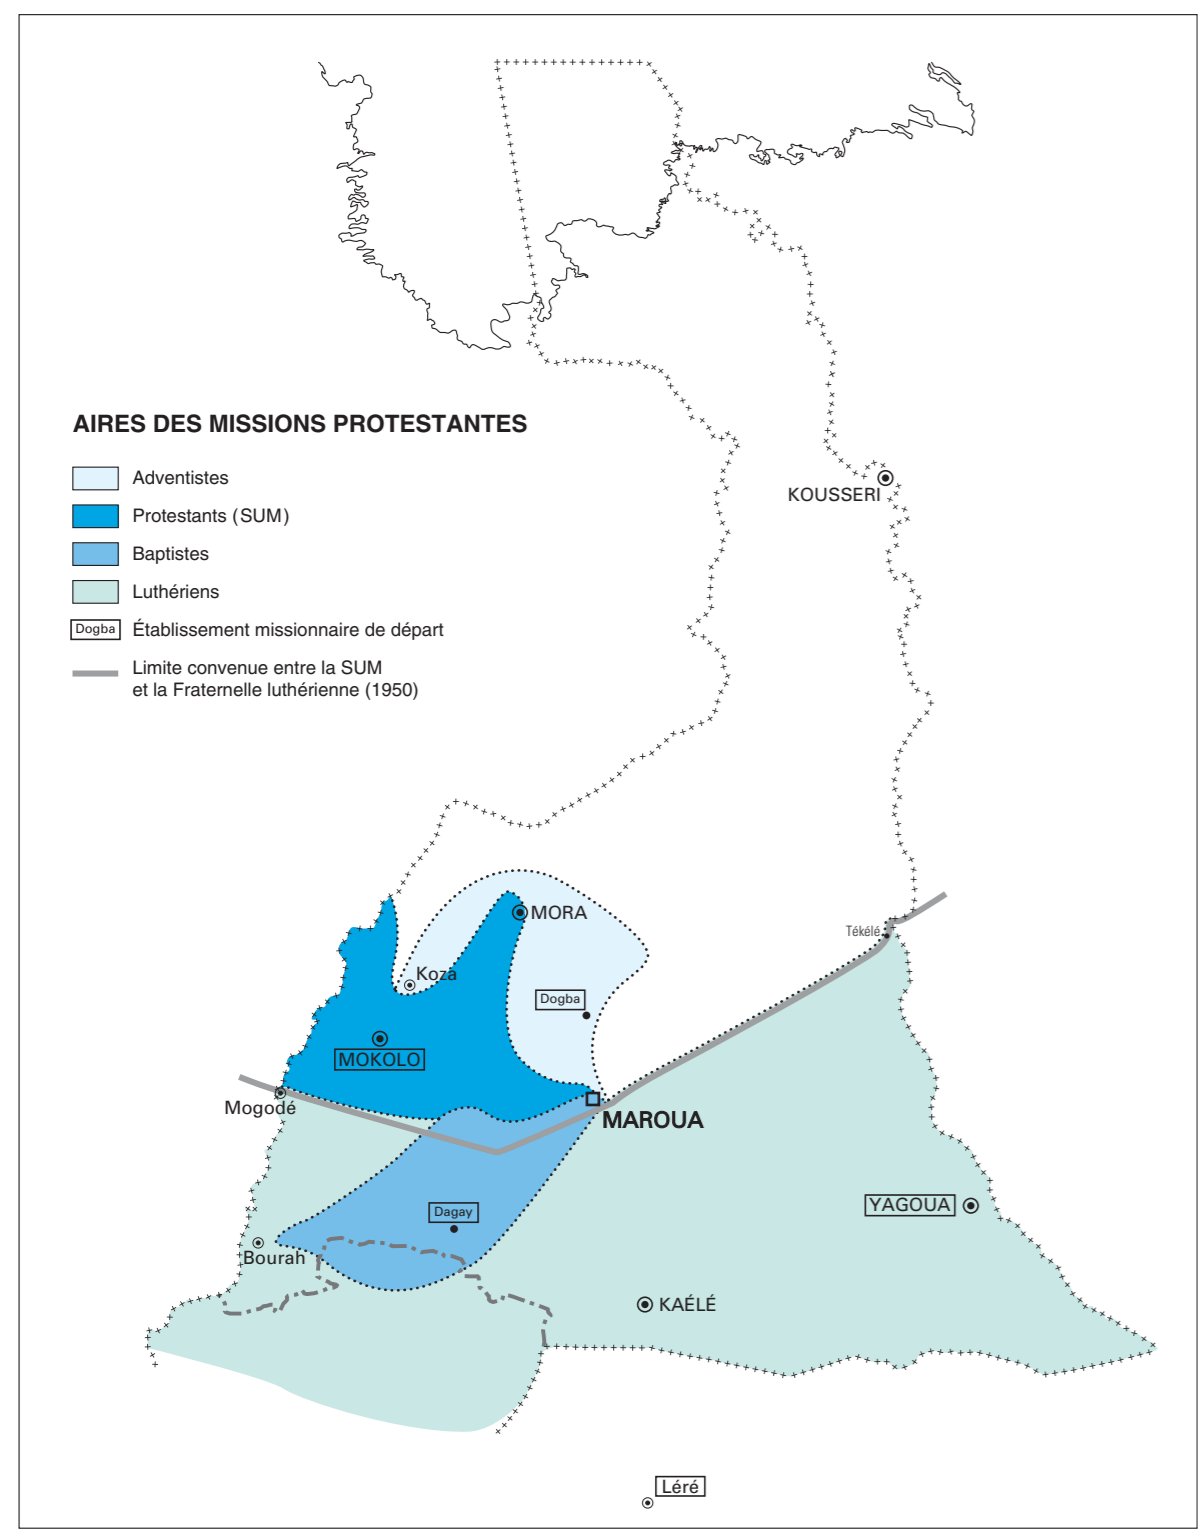 AIRES DES MISSIONS PROTESTANTES
Adventistes
Protestants (SUM)
Baptistes
Luthériens
Dogba Établissement missionnaire de départ
Limite convenue entre la SUM
et la Fraternelle luthérienne (1950)
KOUSSERI
MORA
Tékélé
Koza
Dogba
MOKOLO
Mogodé
MAROUA
YAGOUA
Dagay
Bourah
KAÉLÉ
Léré